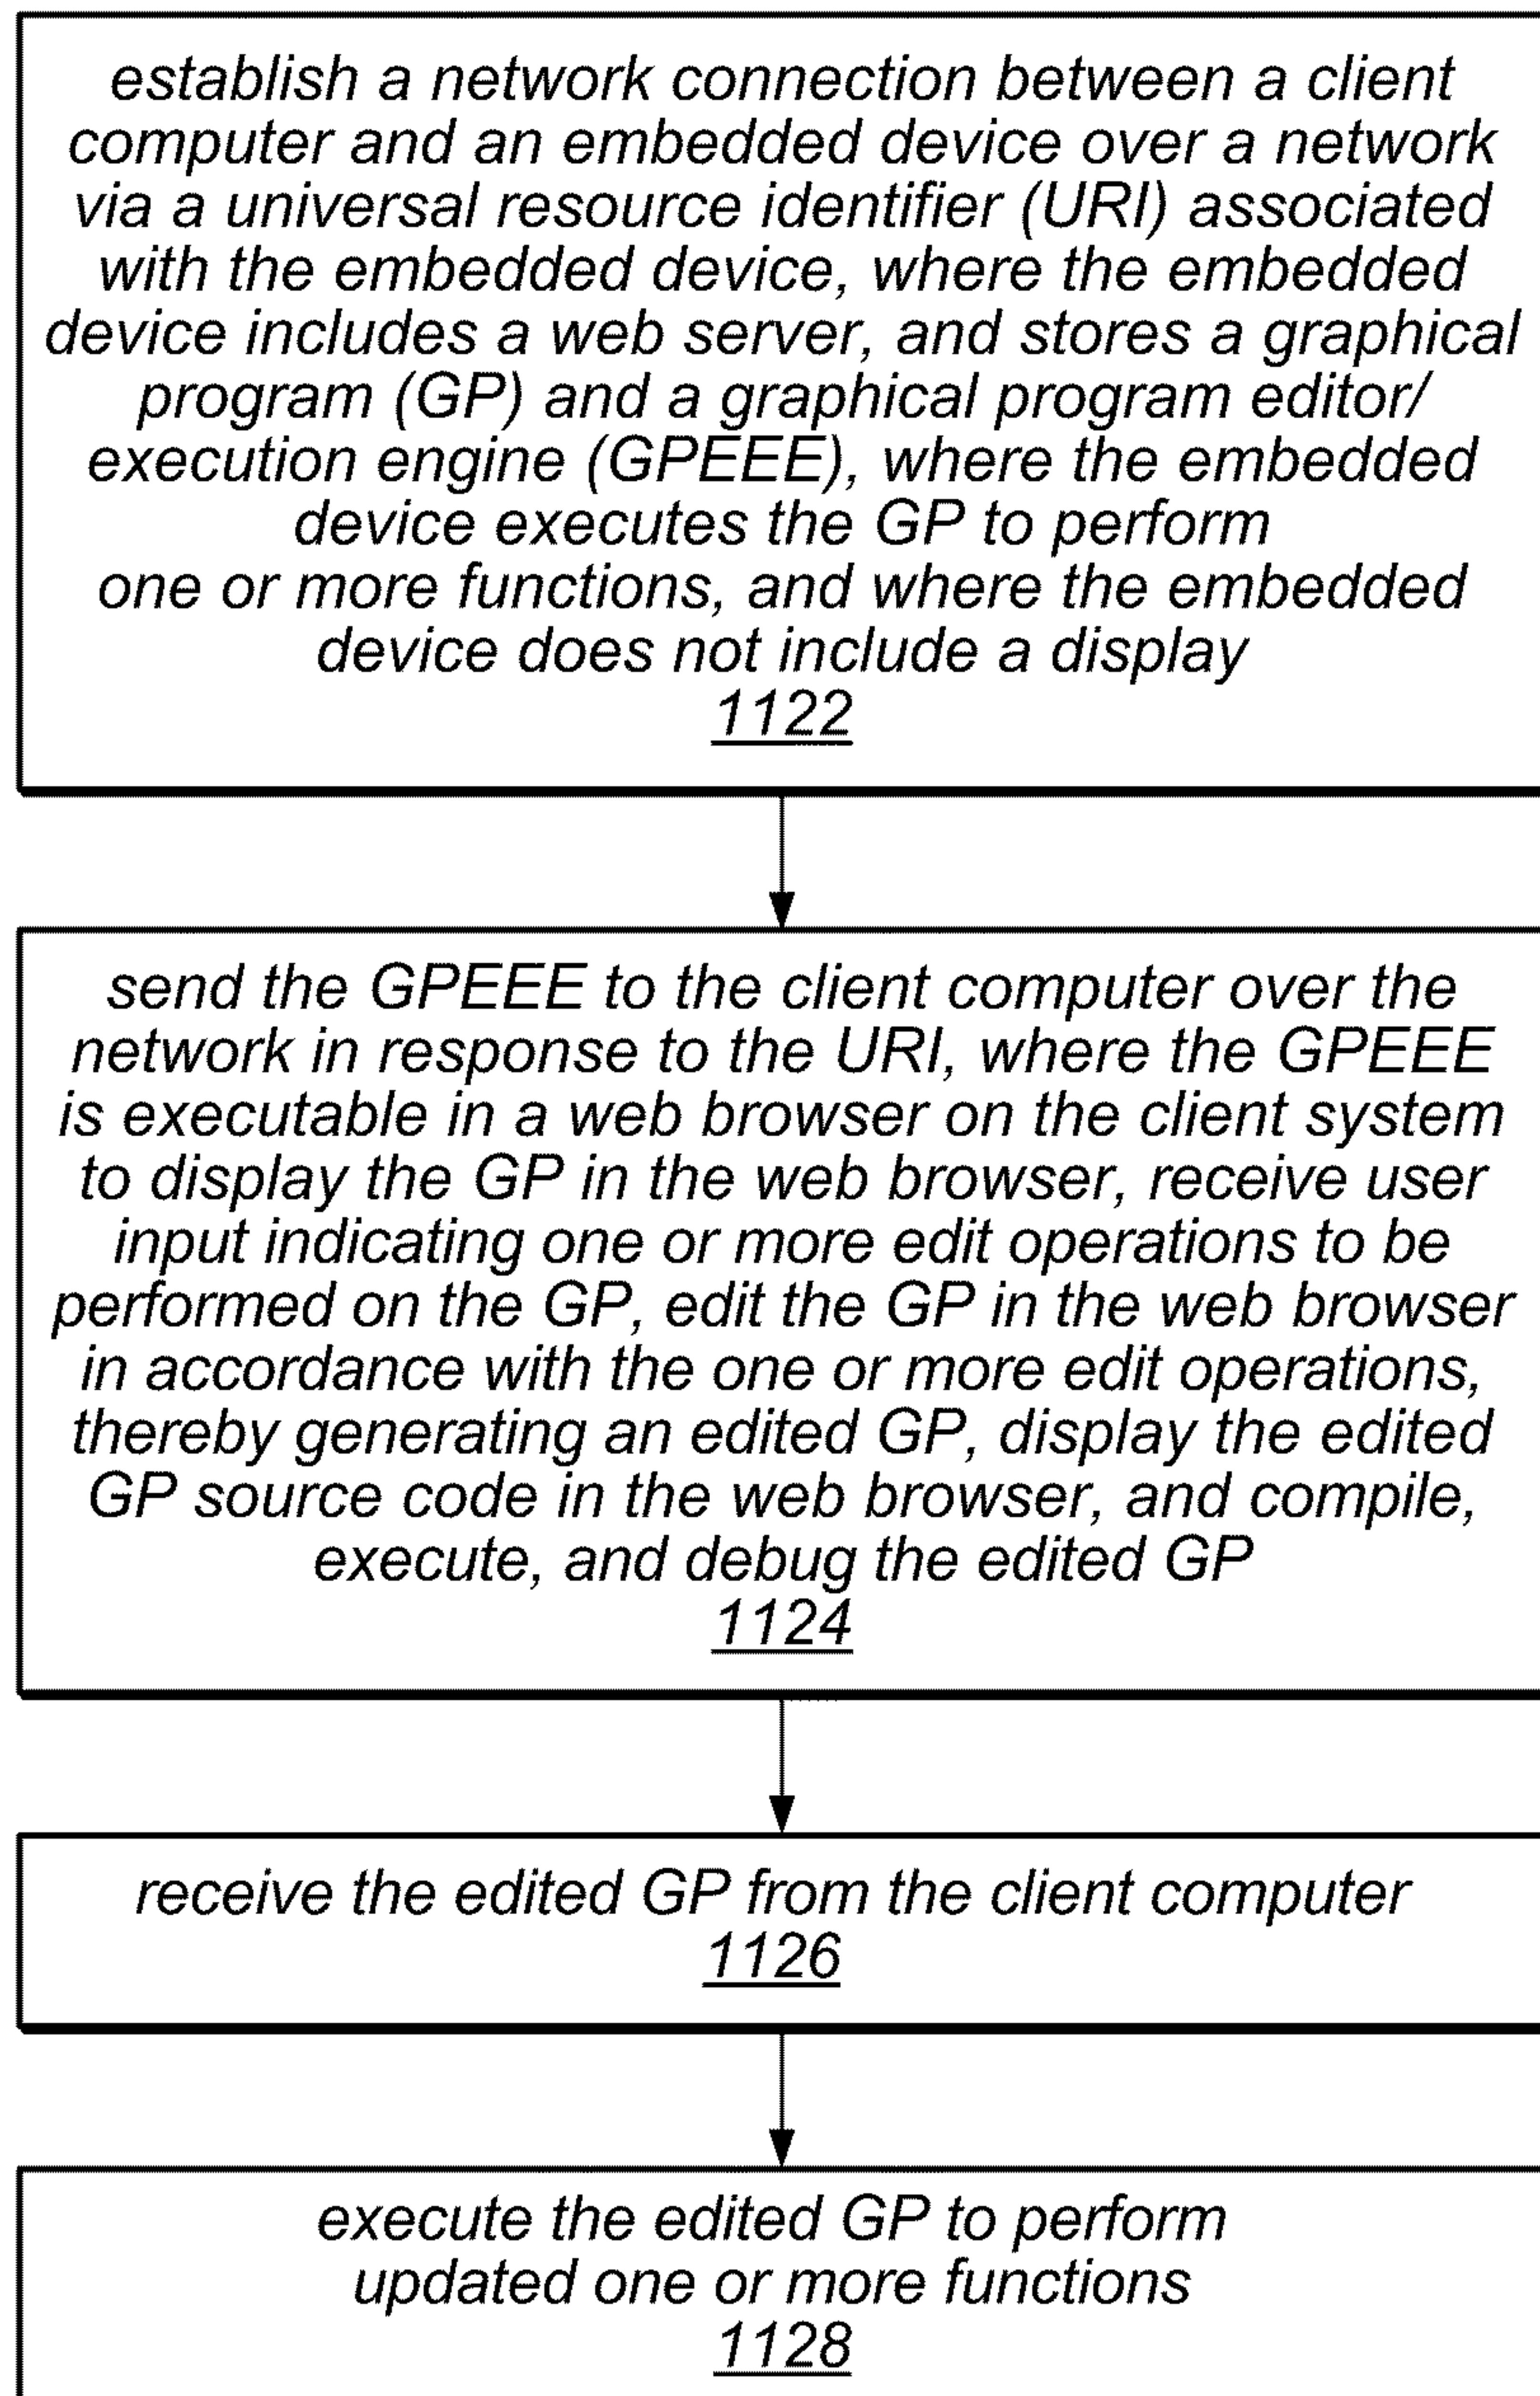 establish a network connection between a client
computer and an embedded device over a network
via a universal resource identifier (URI) associated
with the embedded device, where the embedded
device includes a web server, and stores a graphical
program (GP) and a graphical program editor/
execution engine (GPEEE), where the embedded
device executes the GP to perform
one or more functions, and where the embedded
device does not include a display
1122
send the GPEEE to the client computer over the
network in response to the URI, where the GPEEE
is executable in a web browser on the client system
to display the GP in the web browser, receive user
input indicating one or more edit operations to be
performed on the GP, edit the GP in the web browser
in accordance with the one or more edit operations,
thereby generating an edited GP, display the edited
GP source code in the web browser, and compile,
execute, and debug the edited GP
1124
receive the edited GP from the client computer
1126
execute the edited GP to perform
updated one or more functions
1128